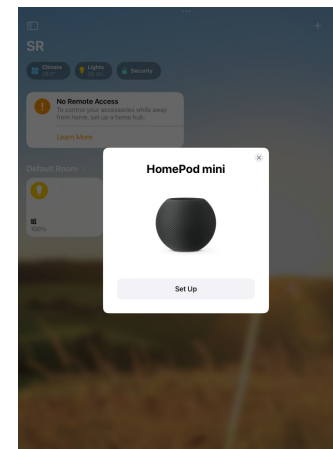 SR
Climate
Lights
Security
No Remote Access
To control your accessories while away
from home, set up a home hub.
Learn More
Default Room
100%
HomePod mini
Set Up